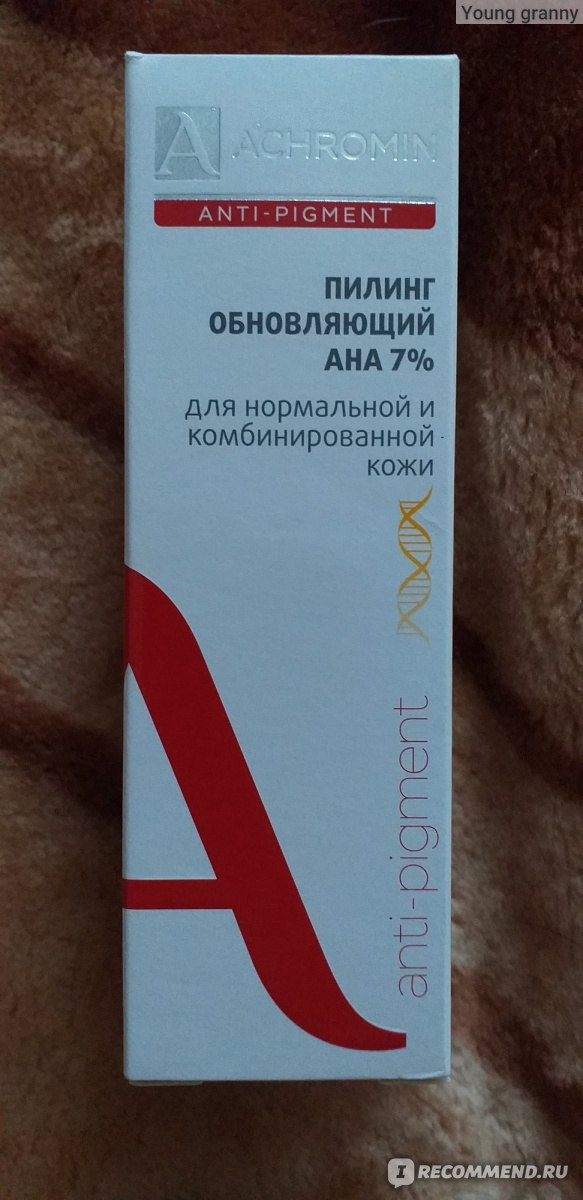 Young granny
A ACHROMIN
ANTI-PIGMENT
ПИЛИНГ
ОБНОВЛЯЮЩИЙ
АНА 7%
для нормальной и
комбинированной
кожи
anti-pigment
A
I RECOMMEND.RU